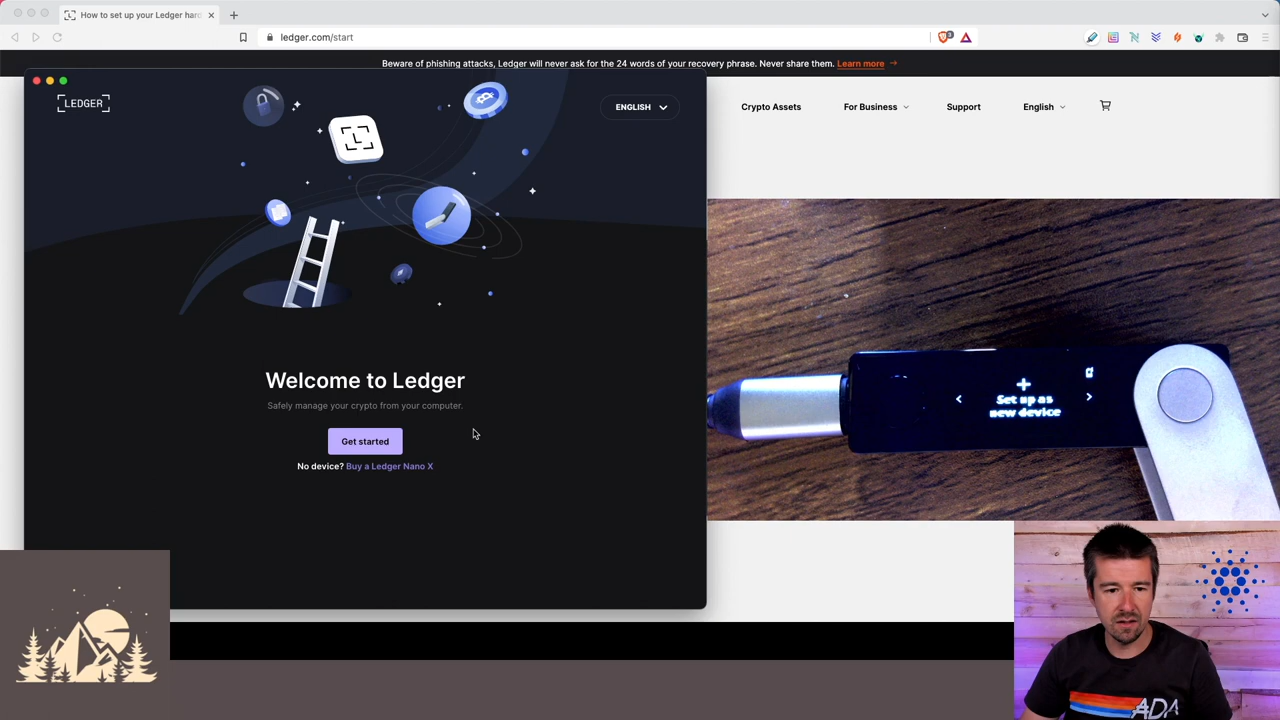 How to set up your Ledger hard
ledger.com/start
Beware of phishing attacks, Ledger will never ask for the 24 words of your recovery phrase. Never share them. Learn more →
LEDGER
ENGLISH
Crypto Assets
For Business
Support
English
Welcome to Ledger
Safely manage your crypto from your computer.
Get started
No device? Buy a Ledger Nano X
Set up as
new device
ADA